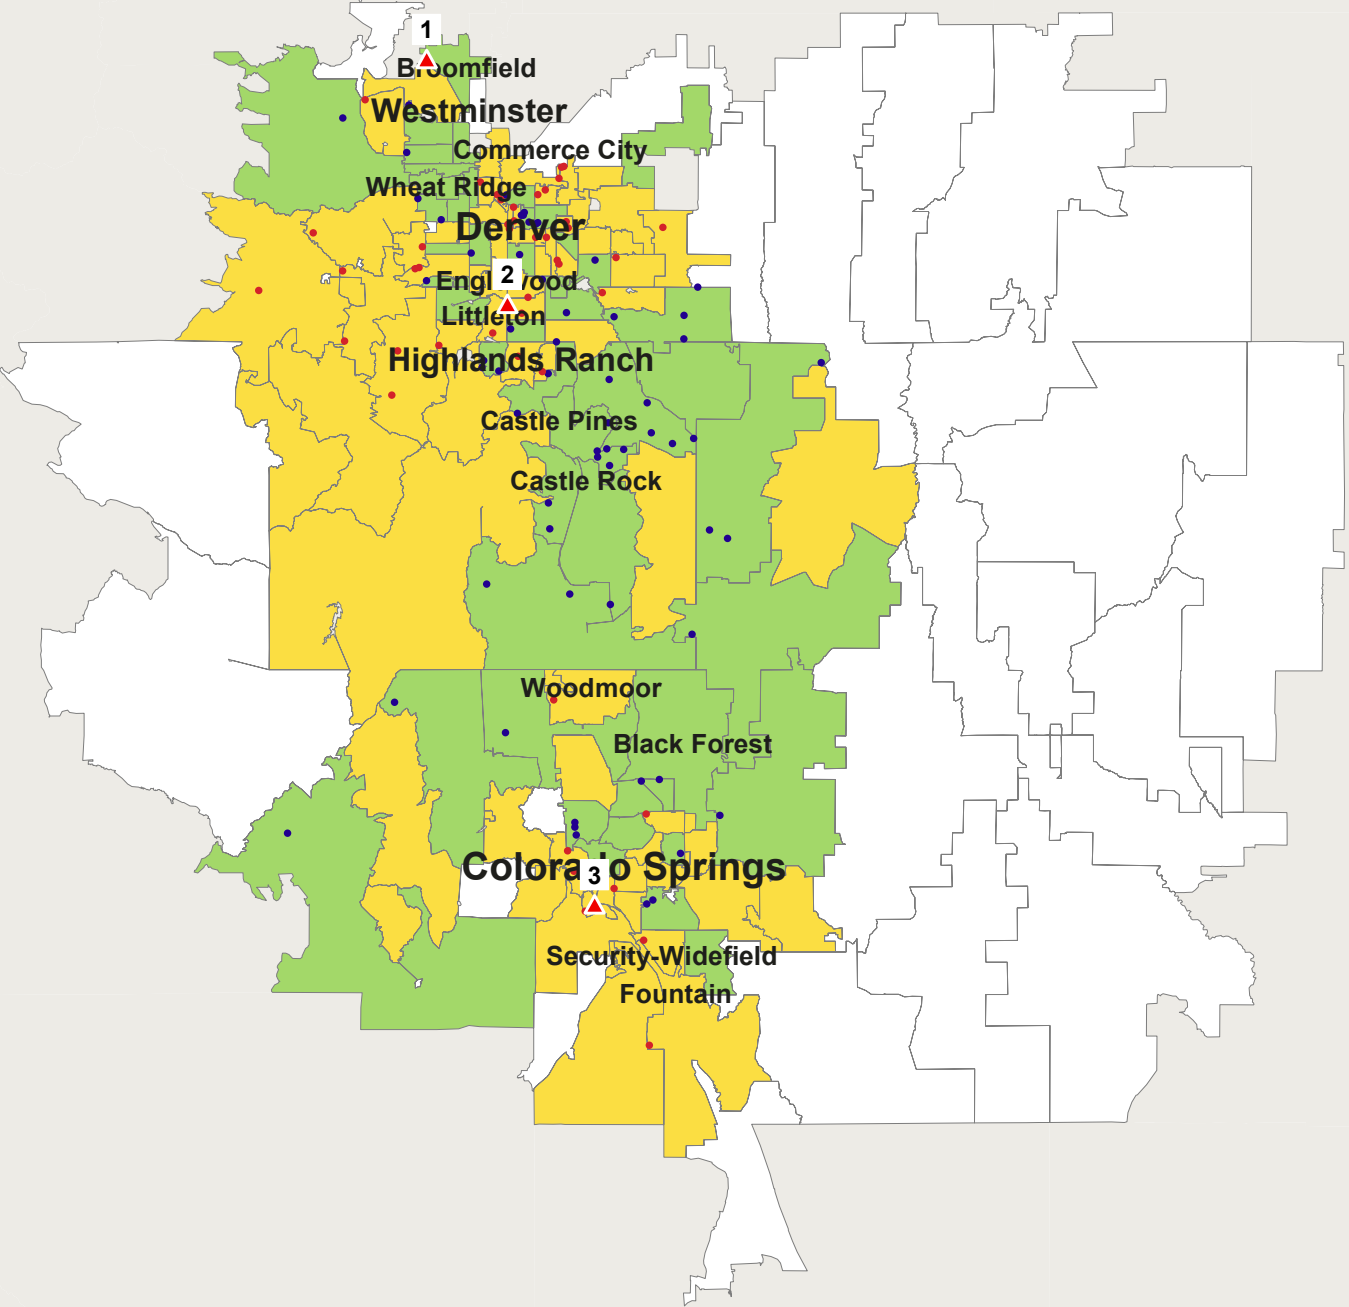 1
Broomfield
Westminster
Commerce City
Wheat Ridge
Denver
2
Englewood
Littleton
Highlands Ranch
Castle Pines
Castle Rock
Woodmoor
Black Forest
Colorado Springs
3
Security-Widefield
Fountain